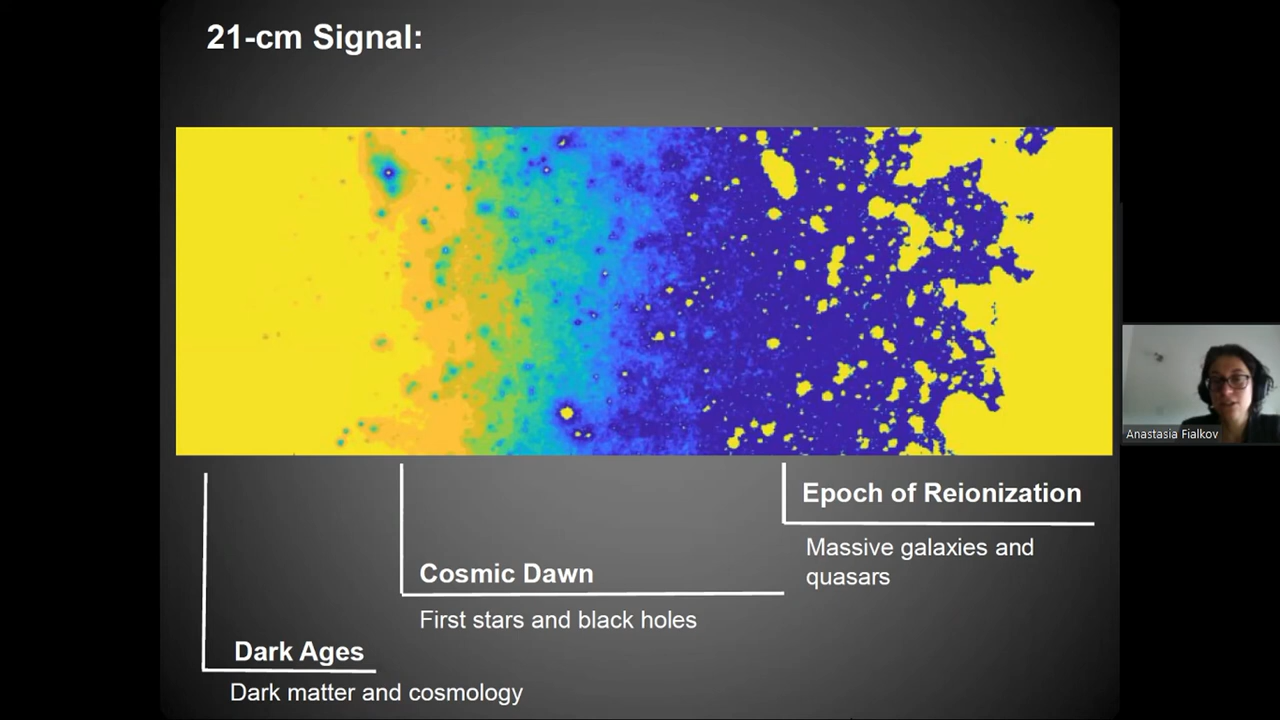 21-cm Signal:
Epoch of Reionization
Massive galaxies and
quasars
Cosmic Dawn
First stars and black holes
Dark Ages
Dark matter and cosmology
Anastasia Fialkov